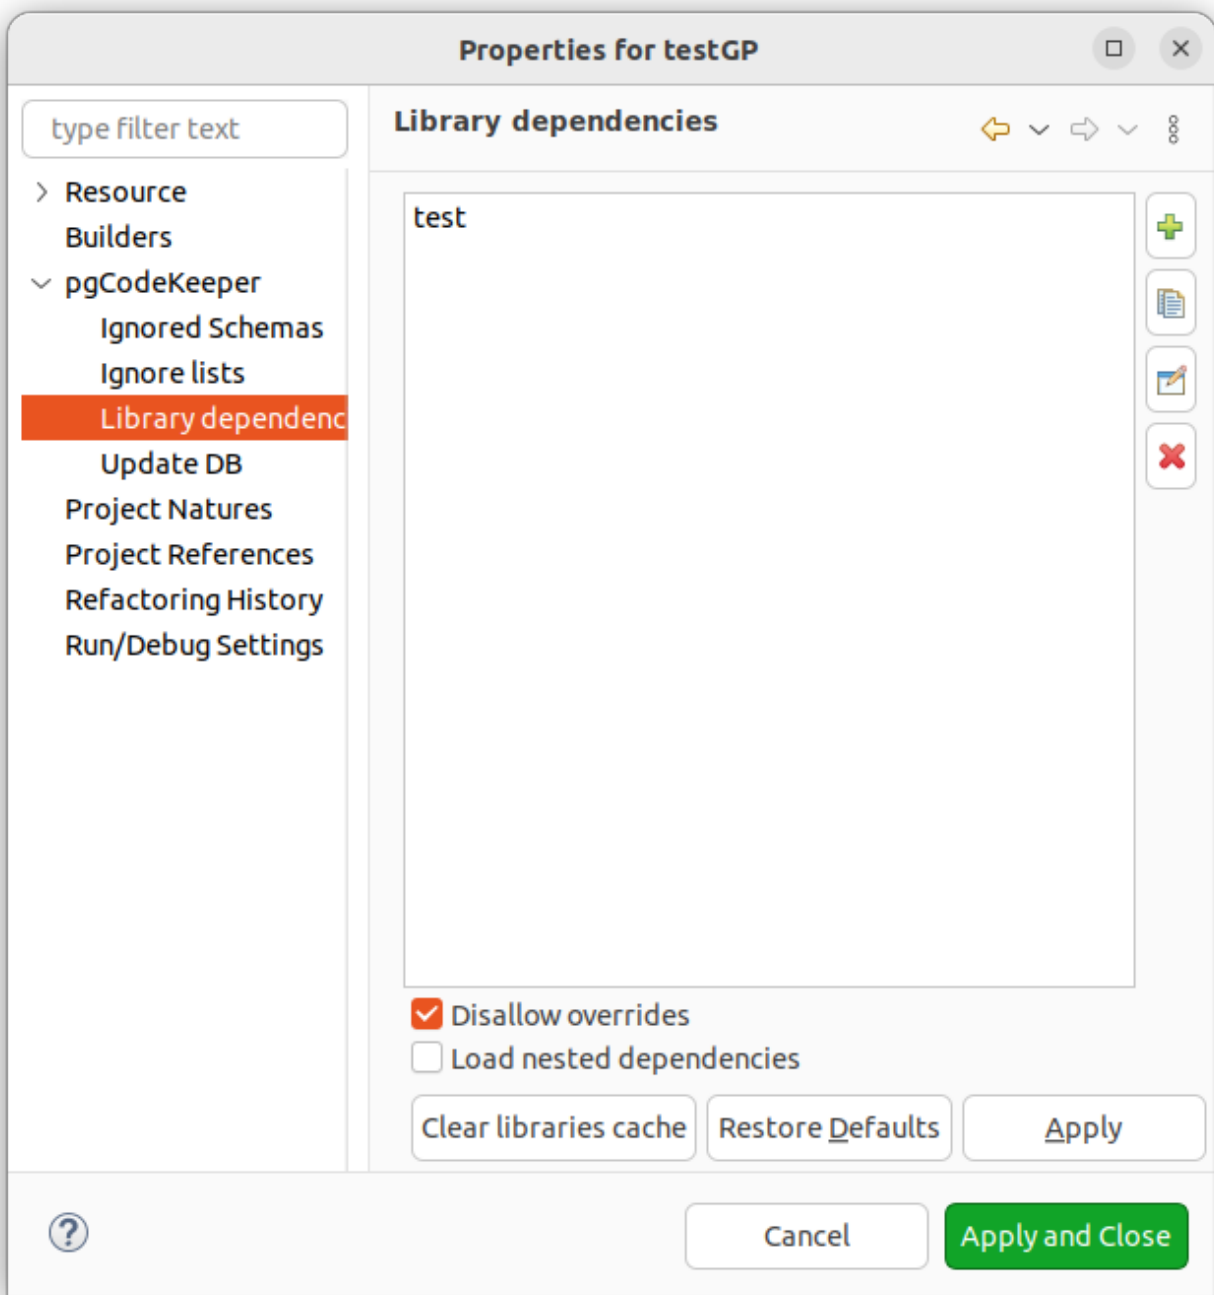 Properties for testGP
type filter text
Resource
Builders
pgCodeKeeper
Ignored Schemas
Ignore lists
Library dependenc
Update DB
Project Natures
Project References
Refactoring History
Run/Debug Settings
Library dependencies
test
Disallow overrides
Load nested dependencies
Clear libraries cache
Restore Defaults
Apply
?
Cancel
Apply and Close